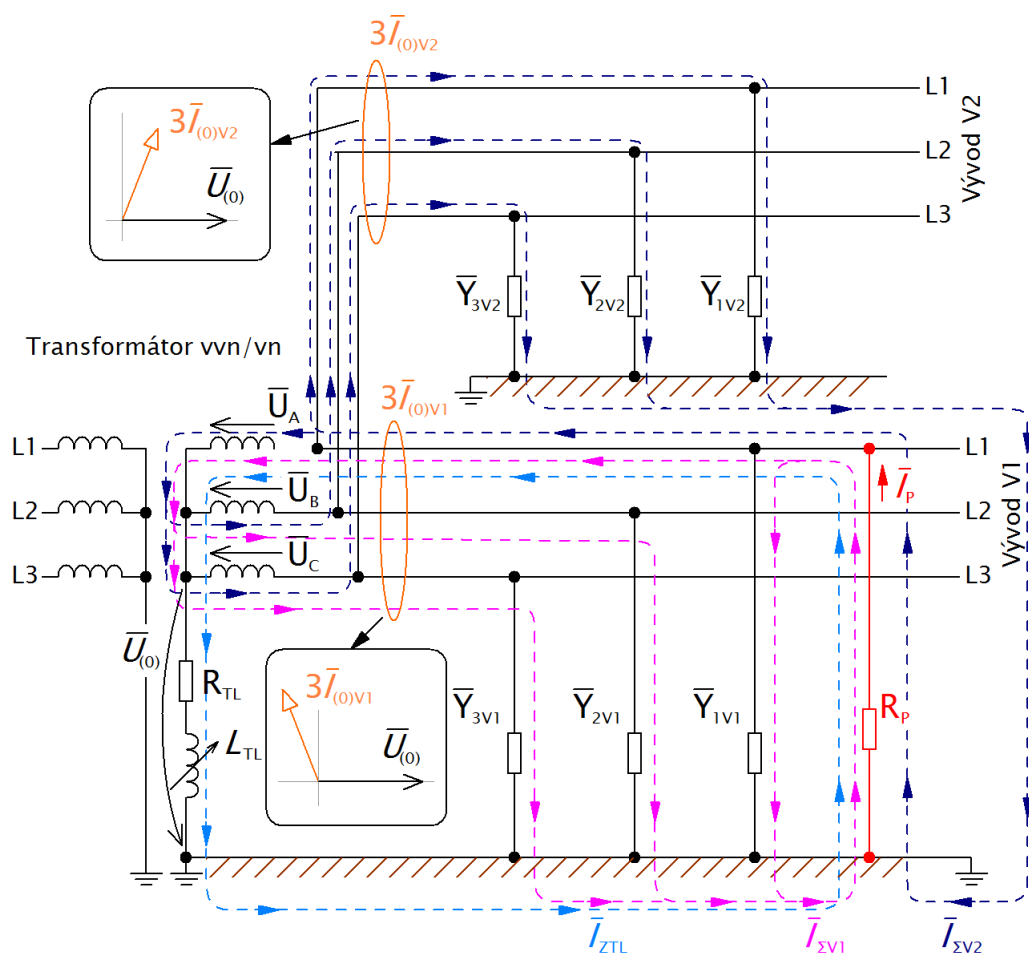 3I̅(0)V2
L1
3I̅(0)V2
L2
U̅(0)
L3
Vývod V2
Y̅3V2
Y̅2V2
Y̅1V2
Transformátor vvn/vn
U̅A
3I̅(0)V1
L1
L1
I̅P
U̅B
L2
L2
U̅C
L3
L3
Vývod V1
U̅(0)
RTL
3I̅(0)V1
Y̅3V1
Y̅2V1
Y̅1V1
RP
LTL
U̅(0)
I̅ZTL
I̅ΣV1
I̅ΣV2